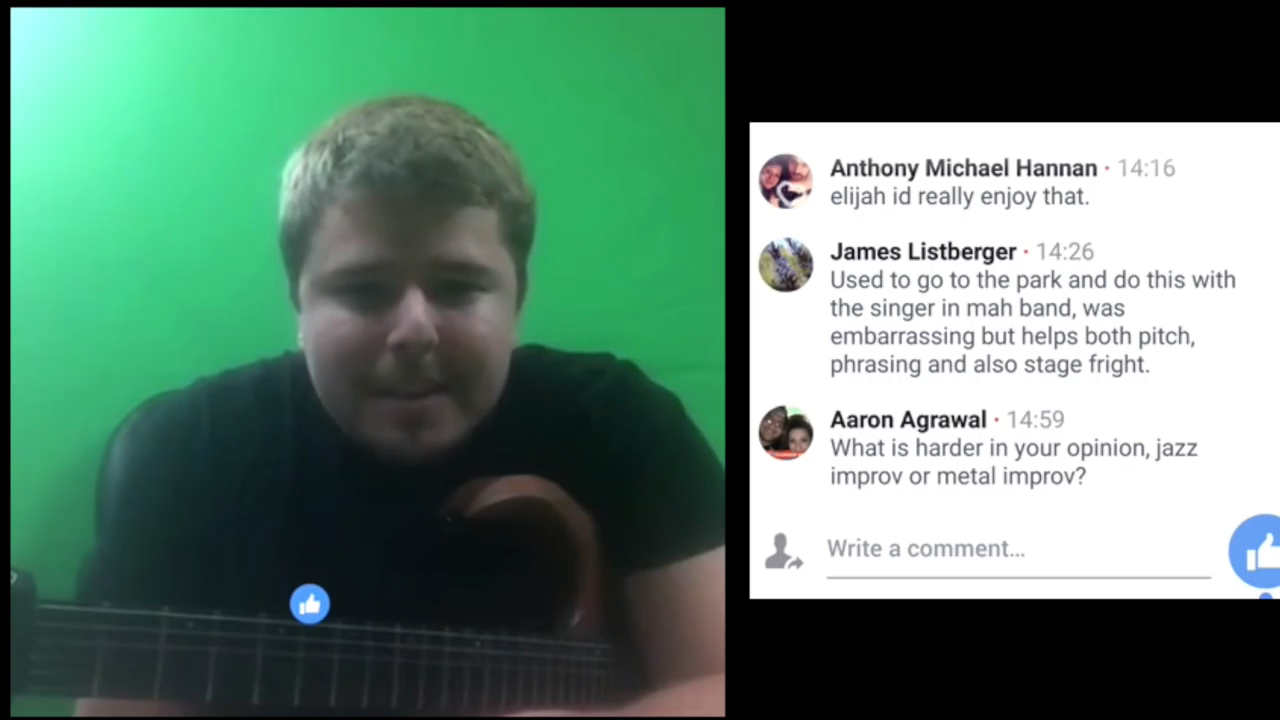 Anthony Michael Hannan · 14:16
elijah id really enjoy that.
James Listberger · 14:26
Used to go to the park and do this with
the singer in mah band, was
embarrassing but helps both pitch,
phrasing and also stage fright.
Aaron Agrawal · 14:59
What is harder in your opinion, jazz
improv or metal improv?
Write a comment...